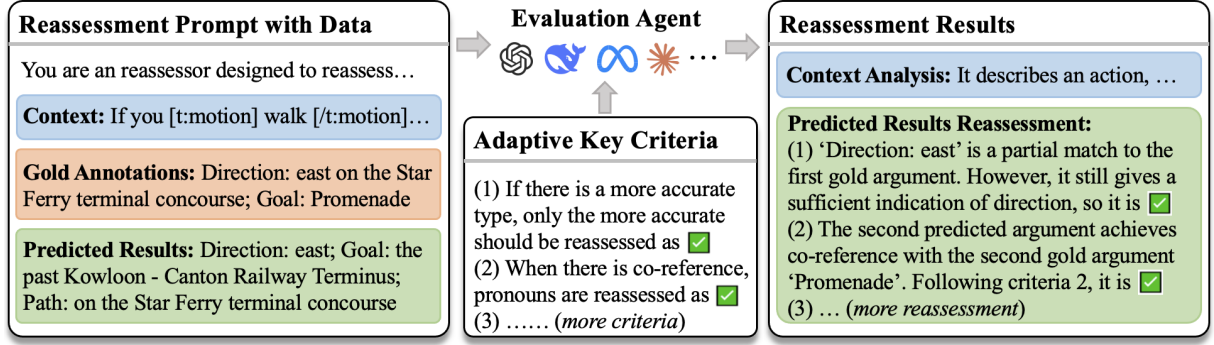 Reassessment Prompt with Data
You are an reassessor designed to reassess…
Context: If you [t:motion] walk [/t:motion]…
Gold Annotations: Direction: east on the Star
Ferry terminal concourse; Goal: Promenade
Predicted Results: Direction: east; Goal: the
past Kowloon - Canton Railway Terminus;
Path: on the Star Ferry terminal concourse
Evaluation Agent
…
Adaptive Key Criteria
(1) If there is a more accurate
type, only the more accurate
should be reassessed as ✅
(2) When there is co-reference,
pronouns are reassessed as ✅
(3) …… (more criteria)
Reassessment Results
Context Analysis: It describes an action, …
Predicted Results Reassessment:
(1) ‘Direction: east’ is a partial match to the
first gold argument. However, it still gives a
sufficient indication of direction, so it is ✅
(2) The second predicted argument achieves
co-reference with the second gold argument
‘Promenade’. Following criteria 2, it is ✅
(3) … (more reassessment)